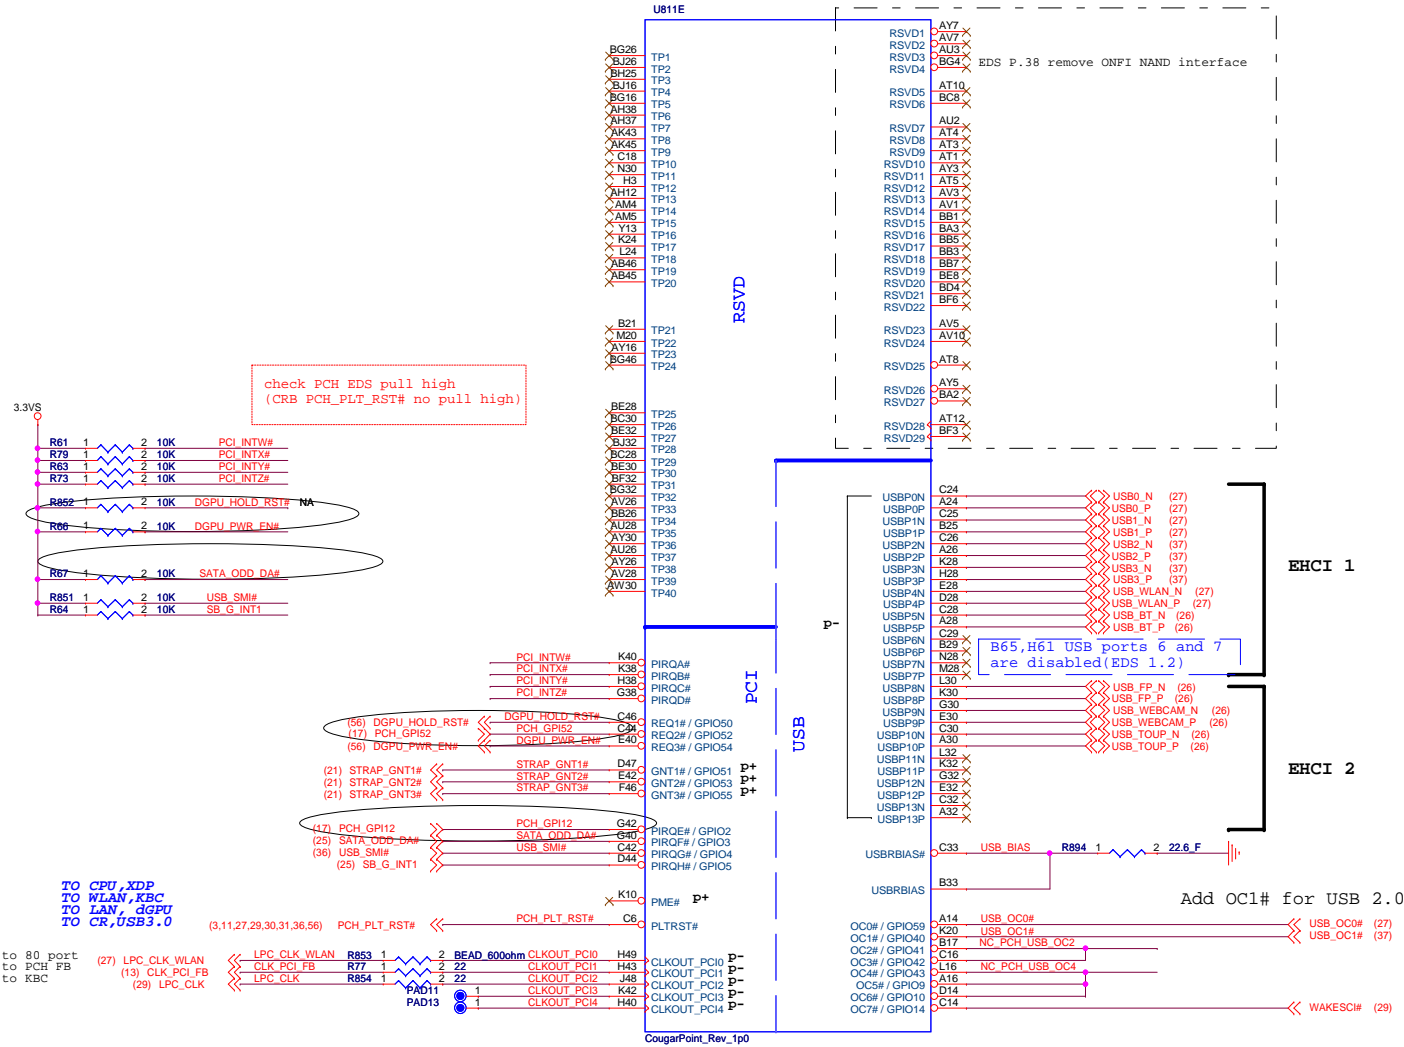 U811E
BG26 TP1
BJ26 TP2
BH25 TP3
BJ16 TP4
BG16 TP5
AH38 TP6
AH37 TP7
AK43 TP8
AK45 TP9
C18 TP10
N30 TP11
H3 TP12
AH12 TP13
AM4 TP14
AM5 TP15
Y13 TP16
K24 TP17
L24 TP18
AB46 TP19
AB45 TP20
B21 TP21
M20 TP22
AY16 TP23
BG46 TP24
BE28 TP25
BC30 TP26
BE32 TP27
BJ32 TP28
BC28 TP29
BE30 TP30
BF32 TP31
BG32 TP32
AV26 TP33
BB26 TP34
AU28 TP35
AY30 TP36
AU26 TP37
AY26 TP38
AV28 TP39
AW30 TP40
RSVD
RSVD1 AY7
RSVD2 AV7
RSVD3 AU3
RSVD4 BG4
EDS P.38 remove ONFI NAND interface
RSVD5 AT10
RSVD6 BC8
RSVD7 AU2
RSVD8 AT4
RSVD9 AT3
RSVD10 AT1
RSVD11 AY3
RSVD12 AT5
RSVD13 AV3
RSVD14 AV1
RSVD15 BB1
RSVD16 BA3
RSVD17 BB5
RSVD18 BB3
RSVD19 BB7
RSVD20 BE8
RSVD21 BD4
RSVD22 BF6
RSVD23 AV5
RSVD24 AV10
RSVD25 AT8
RSVD26 AY5
RSVD27 BA2
RSVD28 AT12
RSVD29 BF3
check PCH EDS pull high
(CRB PCH_PLT_RST# no pull high)
3.3VS
R61 1 2 10K PCI_INTW#
R79 1 2 10K PCI_INTX#
R63 1 2 10K PCI_INTY#
R73 1 2 10K PCI_INTZ#
R852 1 2 10K DGPU_HOLD_RST# NA
R66 1 2 10K DGPU_PWR_EN#
R67 1 2 10K SATA_ODD_DA#
R851 1 2 10K USB_SMI#
R64 1 2 10K SB_G_INT1
PCI_INTW# K40 PIRQA#
PCI_INTX# K38 PIRQB#
PCI_INTY# H38 PIRQC#
PCI_INTZ# G38 PIRQD#
PCI
USB
(56) DGPU_HOLD_RST# DGPU_HOLD_RST# C46 REQ1# / GPIO50
(17) PCH_GPI52 PCH_GPI52 C44 REQ2# / GPIO52
(56) DGPU_PWR_EN# DGPU_PWR_EN# E40 REQ3# / GPIO54
(21) STRAP_GNT1# STRAP_GNT1# D47 GNT1# / GPIO51 p+
(21) STRAP_GNT2# STRAP_GNT2# E42 GNT2# / GPIO53 p+
(21) STRAP_GNT3# STRAP_GNT3# F46 GNT3# / GPIO55 p+
(17) PCH_GPI12 PCH_GPI12 G42 PIRQE# / GPIO2
(25) SATA_ODD_DA# SATA_ODD_DA# G40 PIRQF# / GPIO3
(36) USB_SMI# USB_SMI# C42 PIRQG# / GPIO4
(25) SB_G_INT1 D44 PIRQH# / GPIO5
K10 PME# p+
TO CPU,XDP
TO WLAN,KBC
TO LAN, dGPU
TO CR,USB3.0
(3,11,27,29,30,31,36,56) PCH_PLT_RST# PCH_PLT_RST# C6 PLTRST#
to 80 port (27) LPC_CLK_WLAN LPC_CLK_WLAN R853 1 2 BEAD_600ohm CLKOUT_PCI0 H49 CLKOUT_PCI0 p-
to PCH FB (13) CLK_PCI_FB CLK_PCI_FB R77 1 2 22 CLKOUT_PCI1 H43 CLKOUT_PCI1 p-
to KBC (29) LPC_CLK LPC_CLK R854 1 2 22 CLKOUT_PCI2 J48 CLKOUT_PCI2 p-
PAD11 1 CLKOUT_PCI3 K42 CLKOUT_PCI3 p-
PAD13 1 CLKOUT_PCI4 H40 CLKOUT_PCI4 p-
CougarPoint_Rev_1p0
p-
USBP0N C24 USB0_N (27)
USBP0P A24 USB0_P (27)
USBP1N C25 USB1_N (27)
USBP1P B25 USB1_P (27)
USBP2N C26 USB2_N (37)
USBP2P A26 USB2_P (37)
USBP3N K28 USB3_N (37)
USBP3P H28 USB3_P (37)
USBP4N E28 USB_WLAN_N (27)
USBP4P D28 USB_WLAN_P (27)
USBP5N C28 USB_BT_N (26)
USBP5P A28 USB_BT_P (26)
USBP6N C29
USBP6P B29
USBP7N N28
USBP7P M28
B65,H61 USB ports 6 and 7
are disabled(EDS 1.2)
EHCI 1
USBP8N L30 USB_FP_N (26)
USBP8P K30 USB_FP_P (26)
USBP9N G30 USB_WEBCAM_N (26)
USBP9P E30 USB_WEBCAM_P (26)
USBP10N C30 USB_TOUP_N (26)
USBP10P A30 USB_TOUP_P (26)
USBP11N L32
USBP11P K32
USBP12N G32
USBP12P E32
USBP13N C32
USBP13P A32
EHCI 2
USBRBIAS# C33 USB_BIAS R894 1 2 22.6_F
USBRBIAS B33
Add OC1# for USB 2.0
OC0# / GPIO59 A14 USB_OC0# USB_OC0# (27)
OC1# / GPIO40 K20 USB_OC1# USB_OC1# (37)
OC2# / GPIO41 B17 NC_PCH_USB_OC2
OC3# / GPIO42 C16
OC4# / GPIO43 L16 NC_PCH_USB_OC4
OC5# / GPIO9 A16
OC6# / GPIO10 D14
OC7# / GPIO14 C14 WAKESCI# (29)